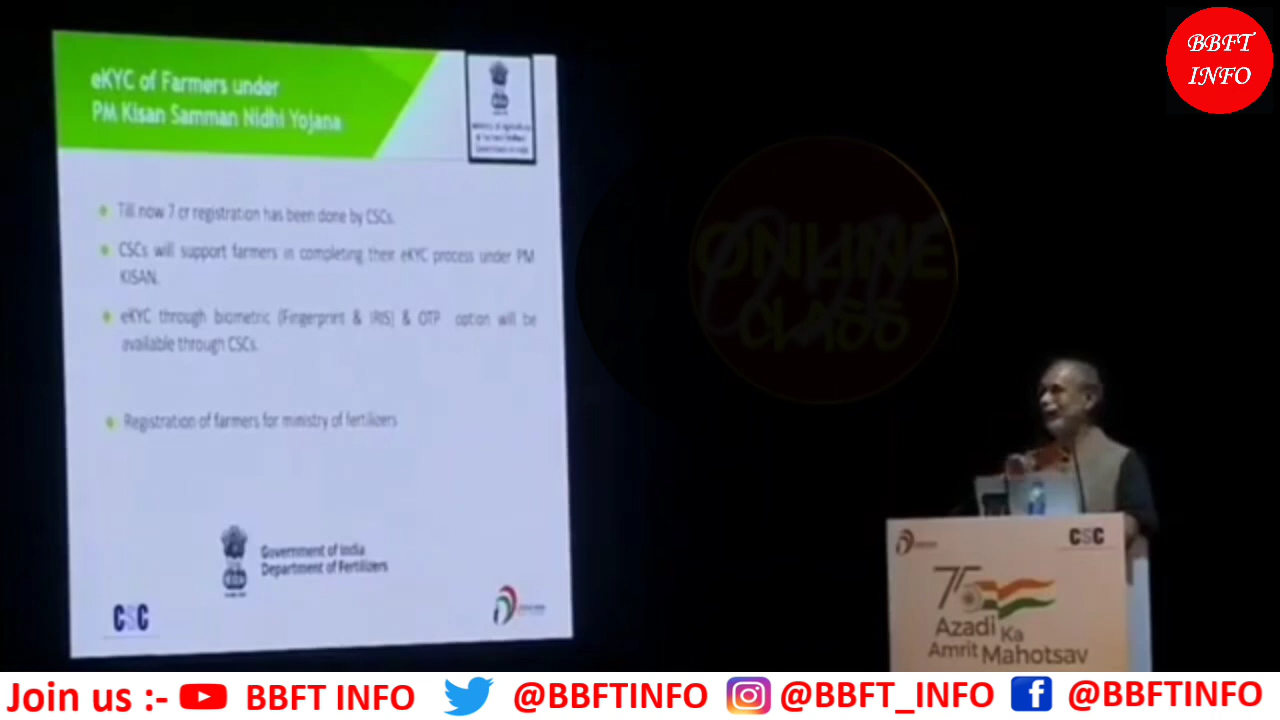 eKYC of Farmers under
PM Kisan Samman Nidhi Yojana
Till now 7 cr registration has been done by CSCs.
CSCs will support farmers in completing their eKYC process under PM
KISAN.
eKYC through biometric (Fingerprint & IRIS) & OTP option will be
available through CSCs.
Registration of farmers for ministry of fertilizers
Government of India
Department of Fertilizers
CSC
BBFT
INFO
ONLINE
CLASS
CSC
75
Azadi Ka
Amrit Mahotsav
Join us :- BBFT INFO @BBFTINFO @BBFT_INFO @BBFTINFO